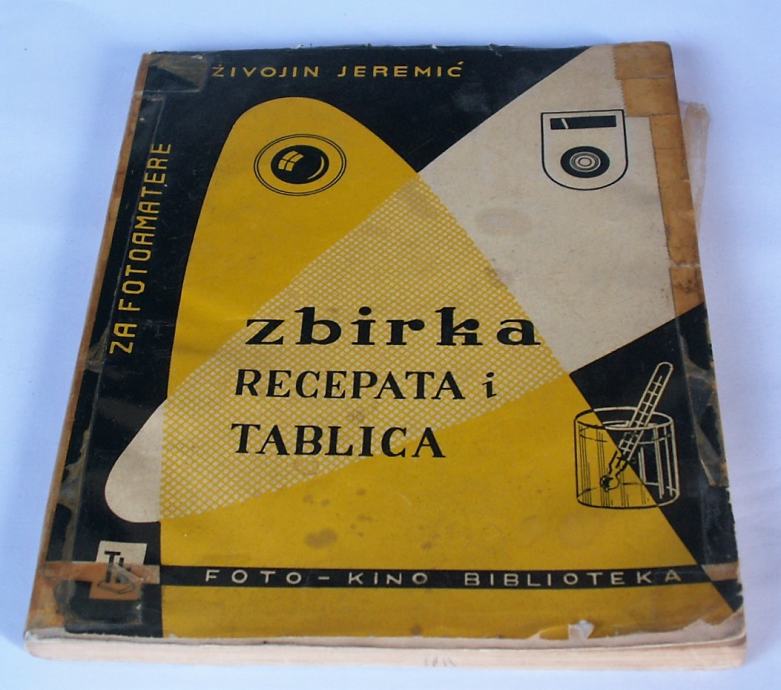 ŽIVOJIN JEREMIĆ
ZA FOTOAMATERE
zbirka
RECEPATA i
TABLICA
FOTO-KINO BIBLIOTEKA